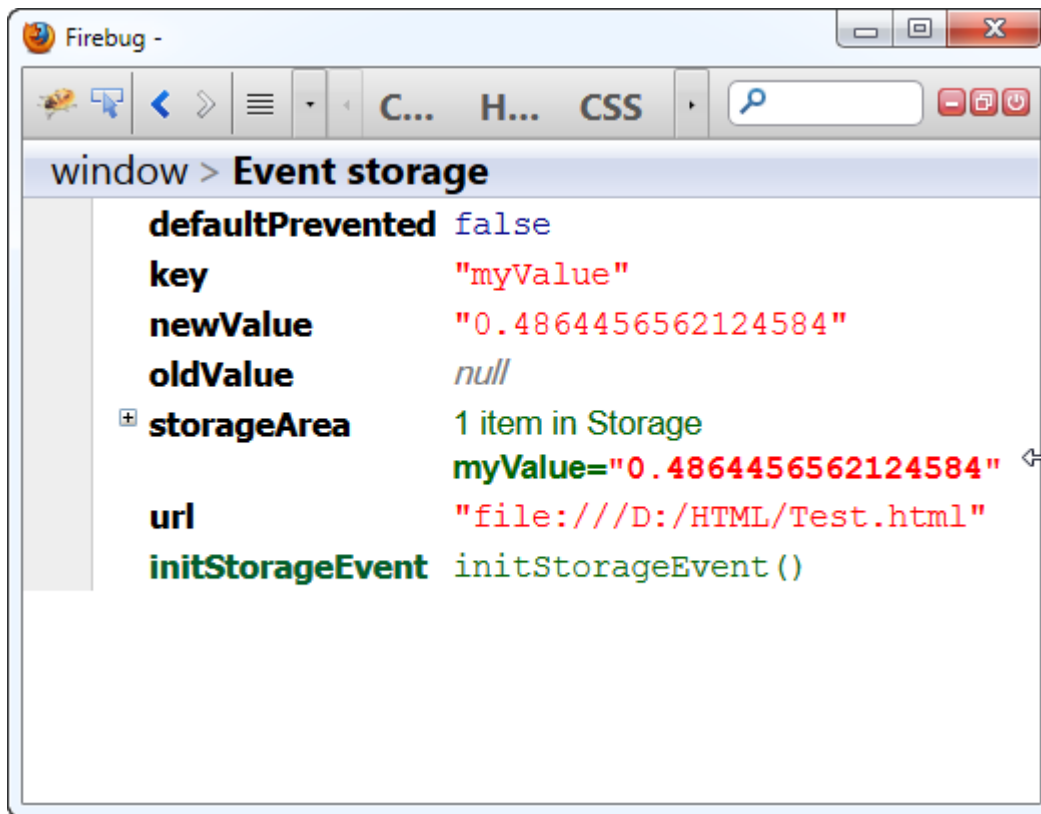 Firebug -
C... H... CSS
window > Event storage
defaultPrevented false
key "myValue"
newValue "0.4864456562124584"
oldValue null
storageArea 1 item in Storage
myValue="0.4864456562124584"
url "file:///D:/HTML/Test.html"
initStorageEvent initStorageEvent()